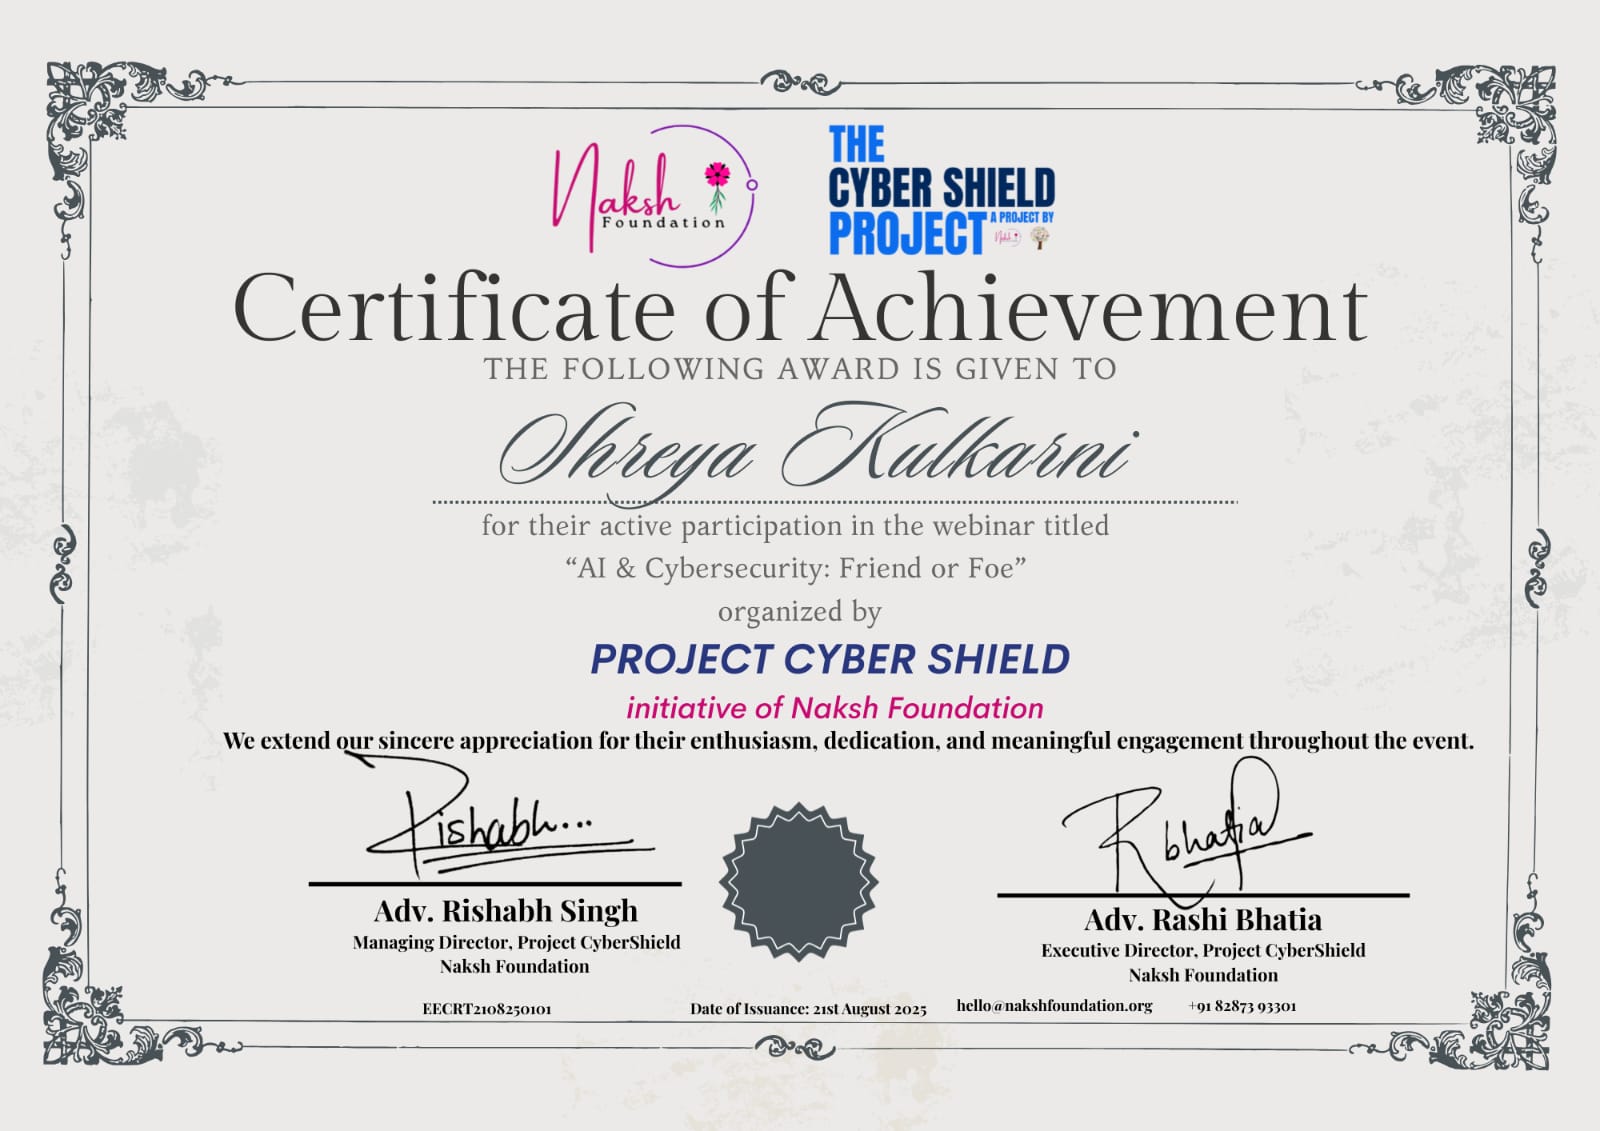 Naksh
Foundation
THE
CYBER SHIELD
PROJECT A PROJECT BY
Naksh
Certificate of Achievement
THE FOLLOWING AWARD IS GIVEN TO
Shreya Kulkarni
for their active participation in the webinar titled
“AI & Cybersecurity: Friend or Foe”
organized by
PROJECT CYBER SHIELD
initiative of Naksh Foundation
We extend our sincere appreciation for their enthusiasm, dedication, and meaningful engagement throughout the event.
Rishabh...
RBhatia
Adv. Rishabh Singh
Managing Director, Project CyberShield
Naksh Foundation
Adv. Rashi Bhatia
Executive Director, Project CyberShield
Naksh Foundation
EECRT2108250101
Date of Issuance: 21st August 2025
hello@nakshfoundation.org
+91 82873 93301